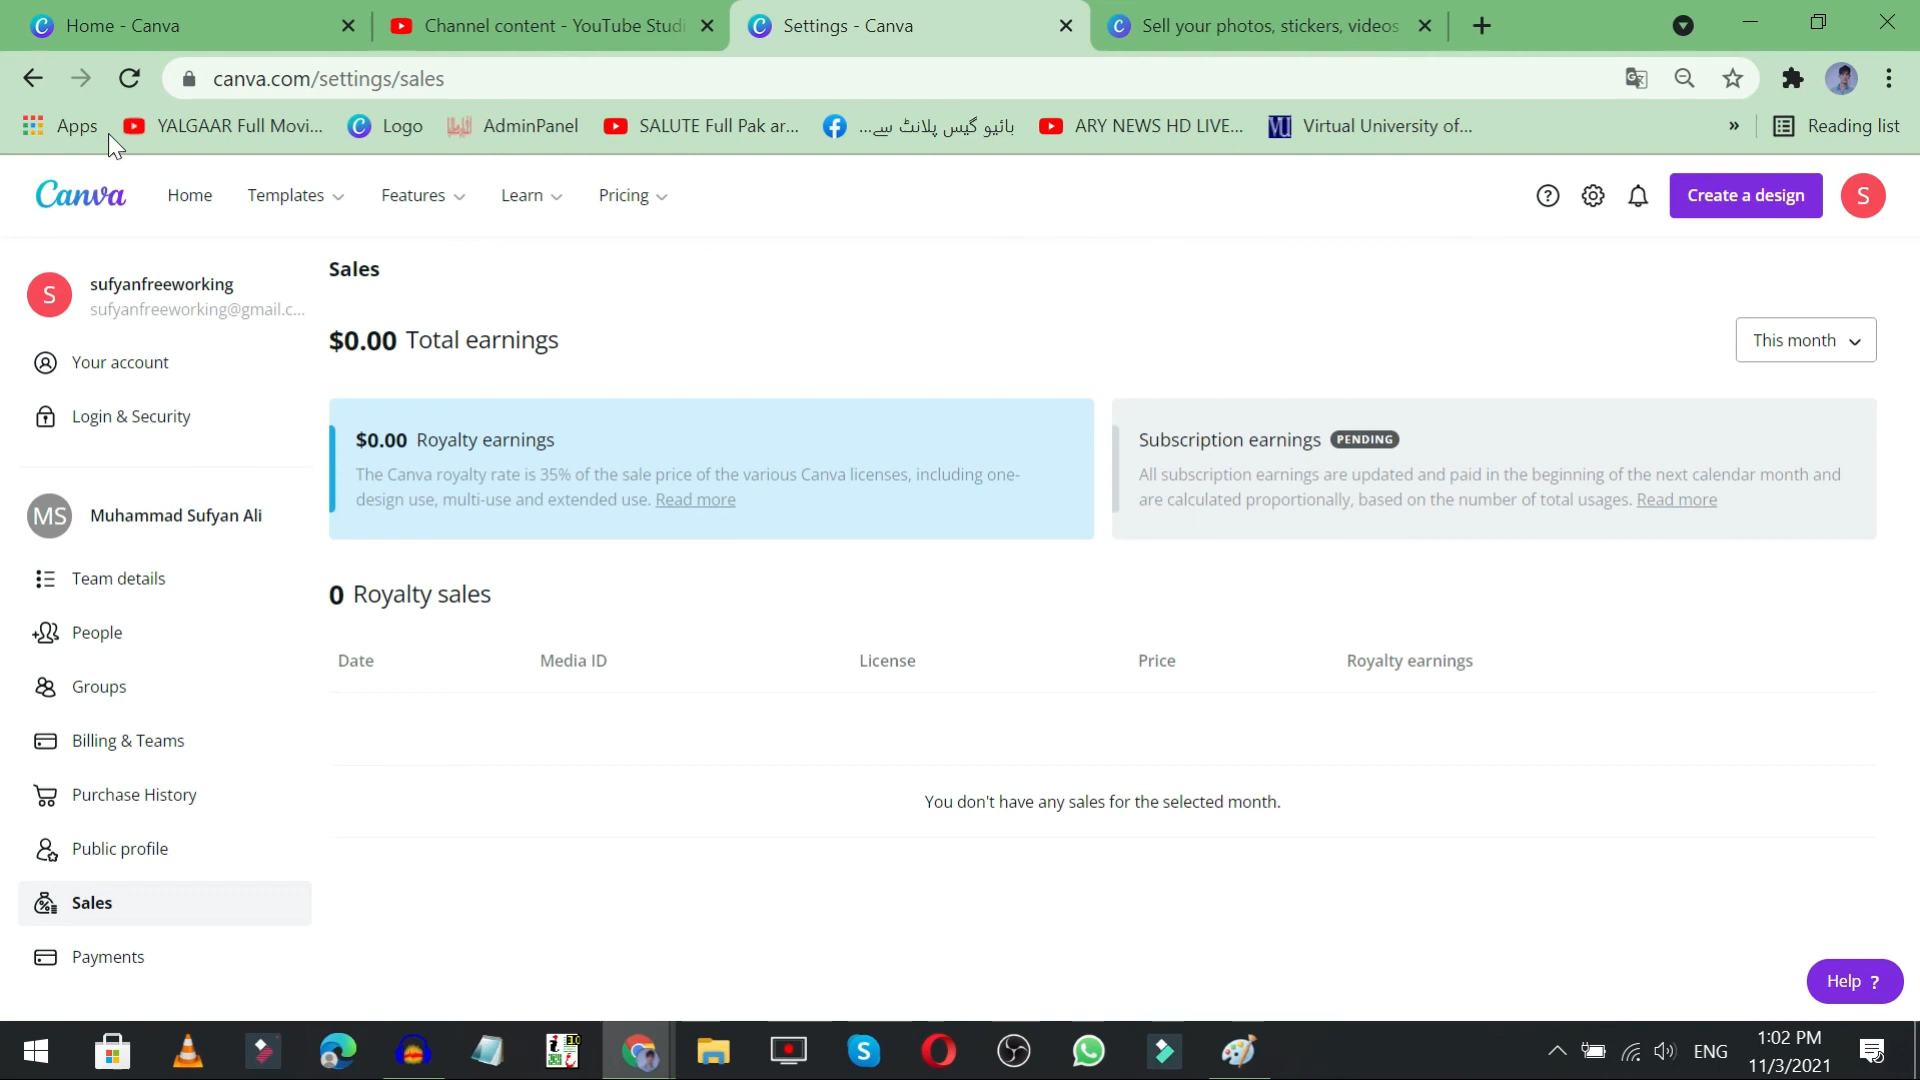 Home - Canva
Channel content - YouTube Studi
Settings - Canva
Sell your photos, stickers, videos
canva.com/settings/sales
Apps
YALGAAR Full Movi...
Logo
AdminPanel
SALUTE Full Pak ar...
بائیو گیس پلانٹ سے...
ARY NEWS HD LIVE...
VU
Virtual University of...
»
Reading list
Canva
Home
Templates
Features
Learn
Pricing
Create a design
S
S
sufyanfreeworking
sufyanfreeworking@gmail.c...
Your account
Login & Security
MS
Muhammad Sufyan Ali
Team details
People
Groups
Billing & Teams
Purchase History
Public profile
Sales
Payments
Sales
$0.00 Total earnings
This month
$0.00 Royalty earnings
The Canva royalty rate is 35% of the sale price of the various Canva licenses, including one-
design use, multi-use and extended use. Read more
Subscription earnings PENDING
All subscription earnings are updated and paid in the beginning of the next calendar month and
are calculated proportionally, based on the number of total usages. Read more
0 Royalty sales
Date
Media ID
License
Price
Royalty earnings
You don't have any sales for the selected month.
Help ?
ENG
1:02 PM
11/3/2021